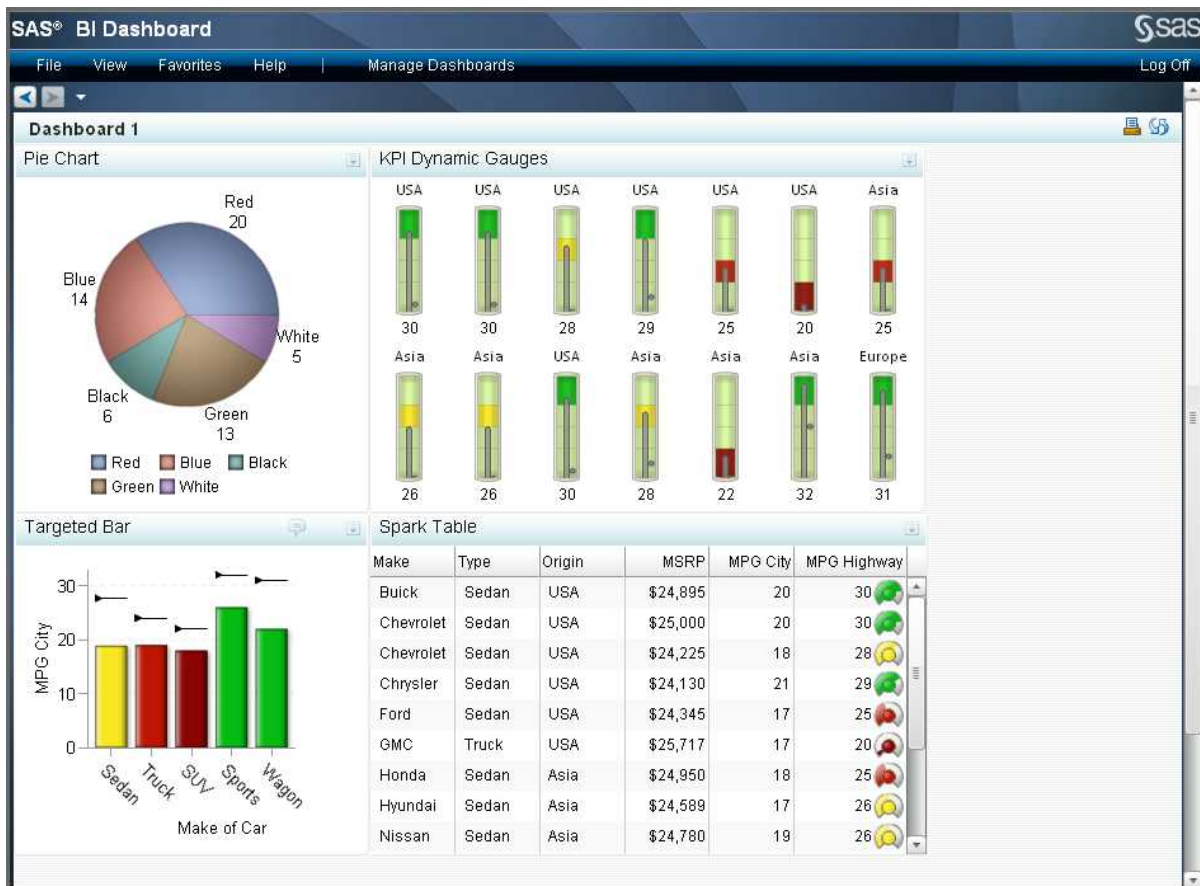 SAS® BI Dashboard
sas
File View Favorites Help | Manage Dashboards Log Off
Dashboard 1
Pie Chart
Red
20
Blue
14
White
5
Black
6
Green
13
Red Blue Black
Green White
KPI Dynamic Gauges
USA USA USA USA USA USA Asia
30 30 28 29 25 20 25
Asia Asia USA Asia Asia Asia Europe
26 26 30 28 22 32 31
Targeted Bar
MPG City
30
20
10
0
Sedan Truck SUV Sports Wagon
Make of Car
Spark Table
Make Type Origin MSRP MPG City MPG Highway
Buick Sedan USA $24,895 20 30
Chevrolet Sedan USA $25,000 20 30
Chevrolet Sedan USA $24,225 18 28
Chrysler Sedan USA $24,130 21 29
Ford Sedan USA $24,345 17 25
GMC Truck USA $25,717 17 20
Honda Sedan Asia $24,950 18 25
Hyundai Sedan Asia $24,589 17 26
Nissan Sedan Asia $24,780 19 26